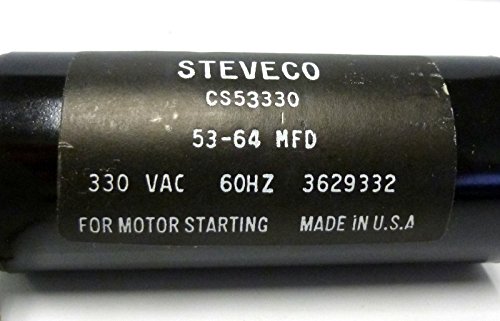 STEVECO
CS53330
53-64 MFD
330 VAC 60HZ 3629332
FOR MOTOR STARTING MADE iN U.S.A